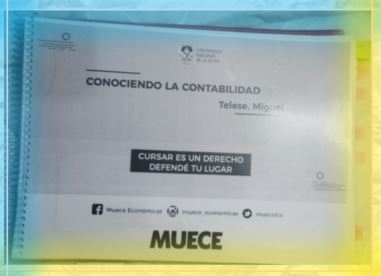 UNIVERSIDAD
NACIONAL
DE LA PLATA
CONOCIENDO LA CONTABILIDAD
Telese, Miguel
CURSAR ES UN DERECHO
DEFENDÉ TU LUGAR
Muece Económicas
muece_economicas
muecefce
MUECE